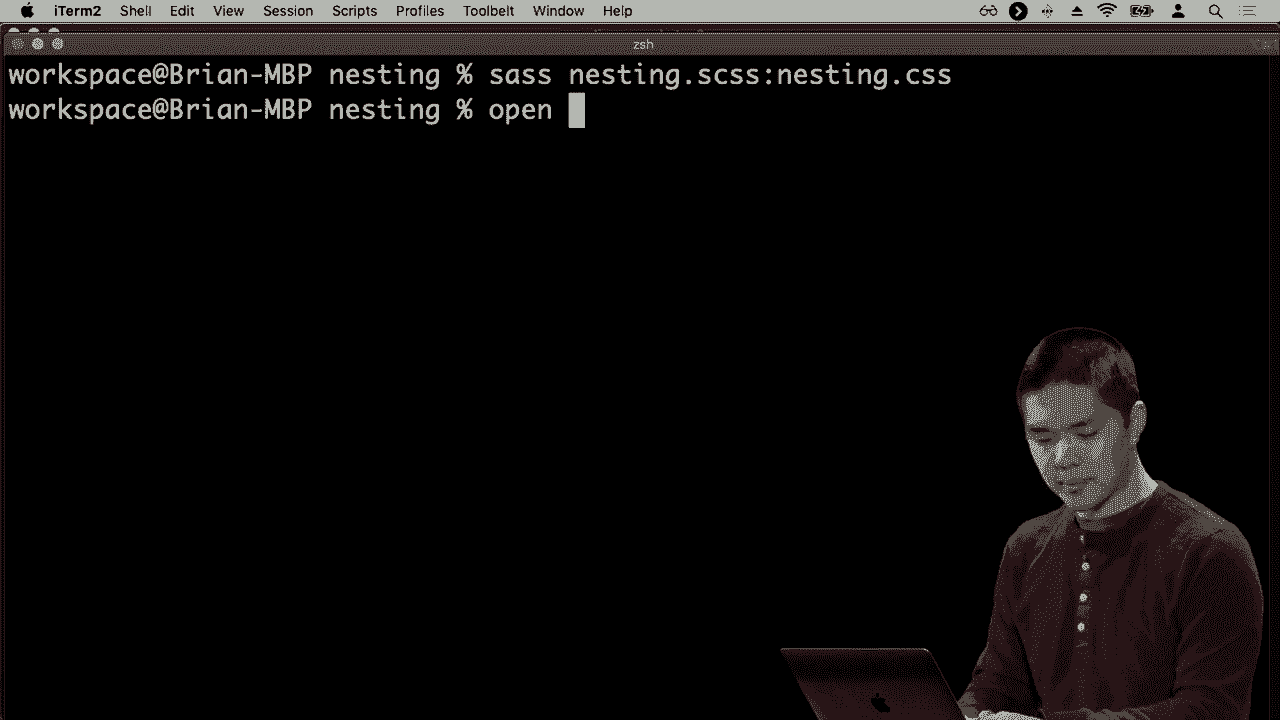 iTerm2 Shell Edit View Session Scripts Profiles Toolbelt Window Help
zsh
workspace@Brian-MBP nesting % sass nesting.scss:nesting.css
workspace@Brian-MBP nesting % open